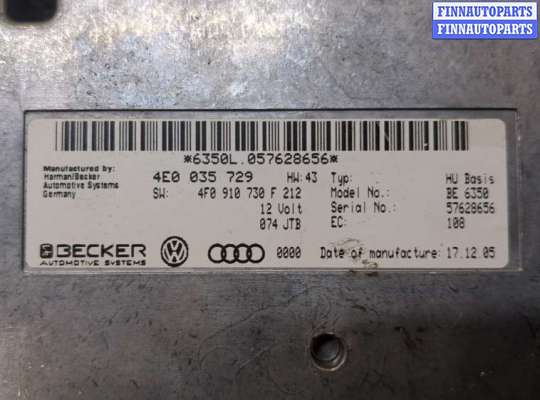 FINNAUTOPARTS
FINNAUTOPARTS
*6350L.057628656*
Manufactured by:
Harman/Becker
Automotive Systems
Germany
4E0 035 729 HW:43 Typ: HU Basis
SW: 4F0 910 730 F 212 Model No.: BE 6350
12 Volt Serial No.: 57628656
074 JTB EC: 108
BECKER
AUTOMOTIVE SYSTEMS
0000 Date of manufacture: 17.12.05